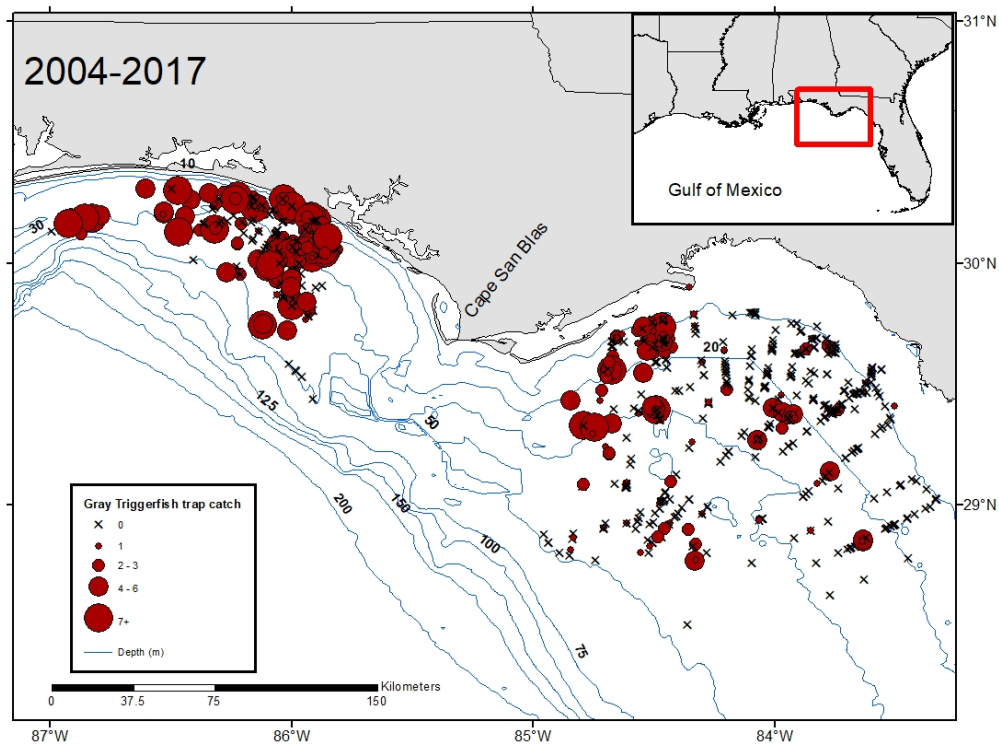 31°N
2004-2017
Gulf of Mexico
10
30
30°N
Cape San Blas
20
12.5
50
200
150
29°N
100
75
Gray Triggerfish trap catch
0
1
2 - 3
4 - 6
7+
Depth (m)
Kilometers
0 37.5 75 150
87°W 86°W 85°W 84°W